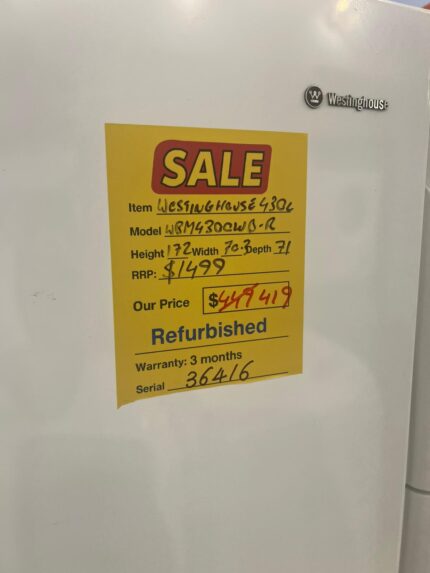 Westinghouse
SALE
Item WESTINGHOUSE 430L
Model WBM4300WB-R
Height 172 Width 70.3 Depth 71
RRP: $1499
Our Price $449 419
Refurbished
Warranty: 3 months
Serial 36416